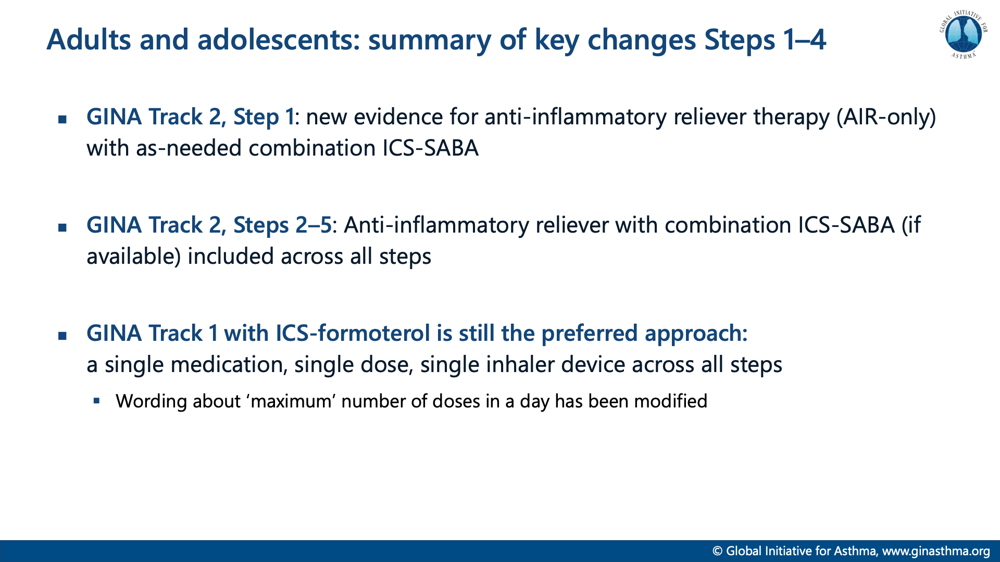 Adults and adolescents: summary of key changes Steps 1–4
GLOBAL INITIATIVE FOR
ASTHMA
GINA Track 2, Step 1: new evidence for anti-inflammatory reliever therapy (AIR-only)
with as-needed combination ICS-SABA
GINA Track 2, Steps 2–5: Anti-inflammatory reliever with combination ICS-SABA (if
available) included across all steps
GINA Track 1 with ICS-formoterol is still the preferred approach:
a single medication, single dose, single inhaler device across all steps
Wording about ‘maximum’ number of doses in a day has been modified
© Global Initiative for Asthma, www.ginasthma.org